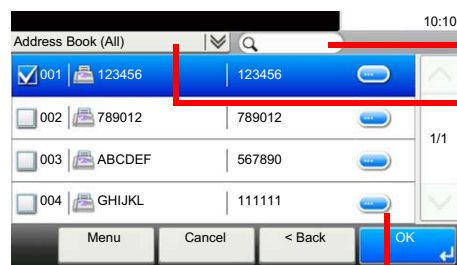 10:10
Address Book (All)
001 123456 123456
002 789012 789012
1/1
003 ABCDEF 567890
004 GHIJKL 111111
Menu Cancel < Back OK